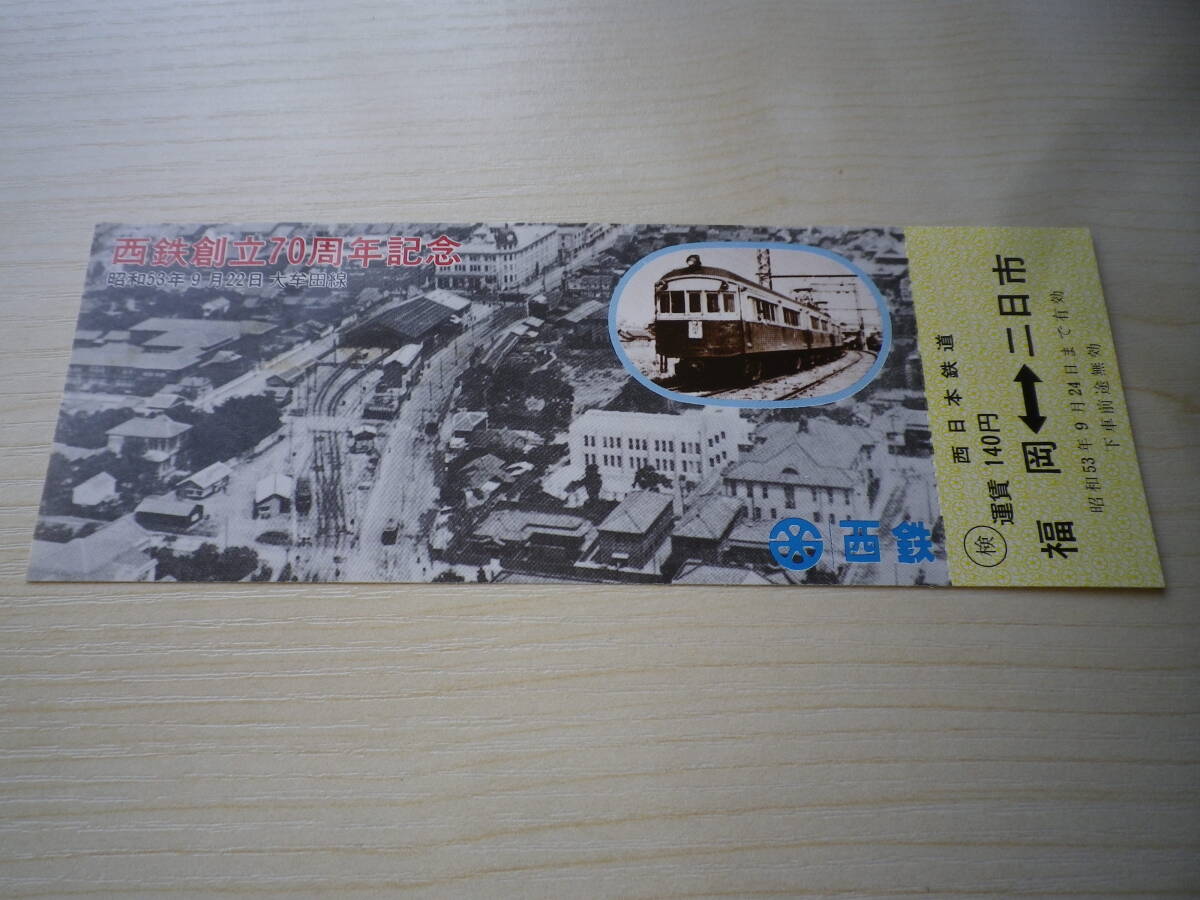 西鉄創立70周年記念
昭和53年9月22日 大牟田線
西鉄
西日本鉄道
検 運賃 140円
福岡↔二日市
昭和53年9月24日まで有効
下車前途無効